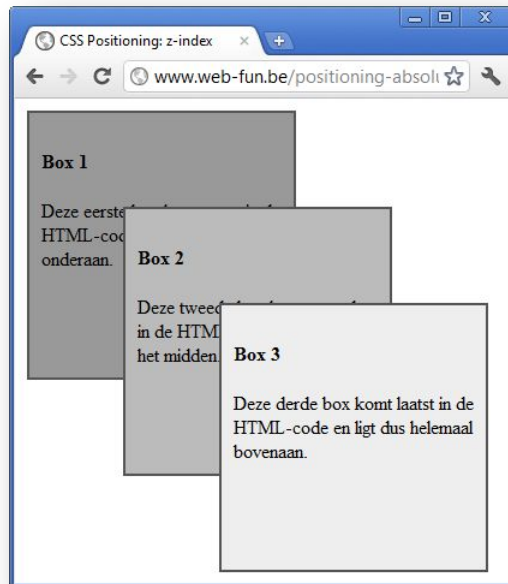 CSS Positioning: z-index
www.web-fun.be/positioning-absolu
Box 1
Deze eerste
HTML-cod
onderaan.
Box 2
Deze tweed
in de HTM
het midden.
Box 3
Deze derde box komt laatst in de
HTML-code en ligt dus helemaal
bovenaan.